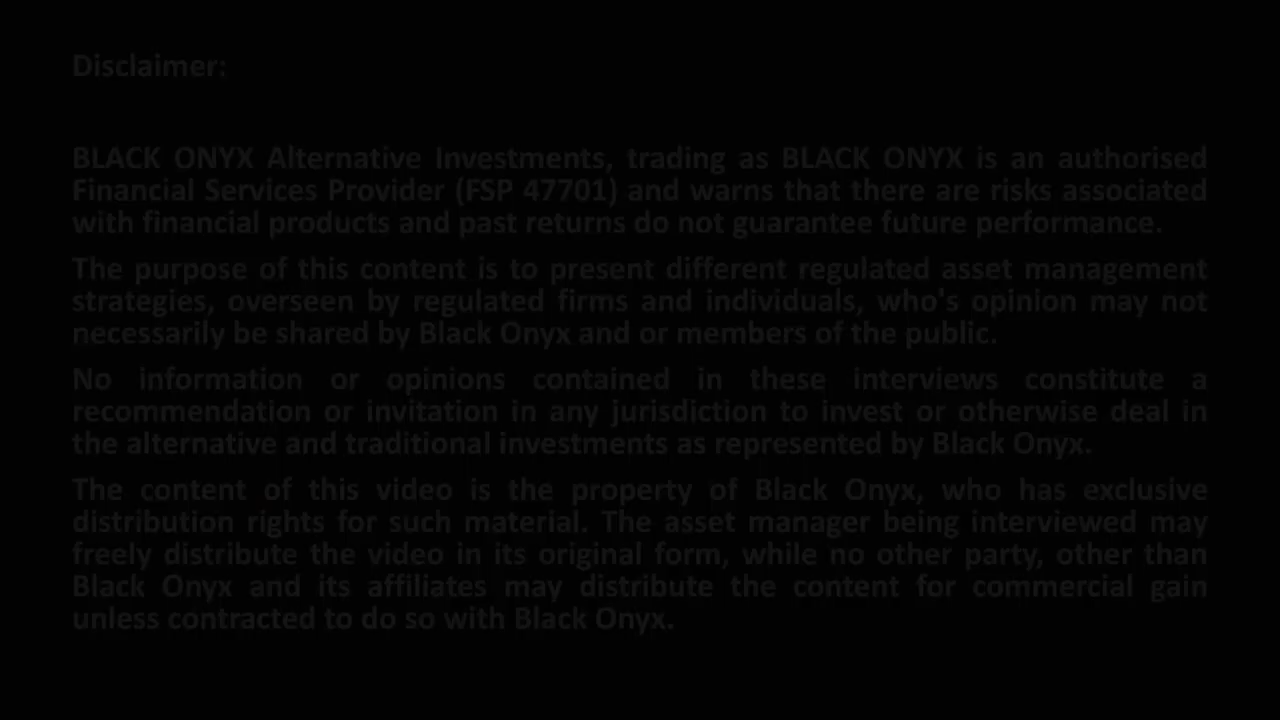 Disclaimer:
BLACK ONYX Alternative Investments, trading as BLACK ONYX is an authorised
Financial Services Provider (FSP 47701) and warns that there are risks associated
with financial products and past returns do not guarantee future performance.
The purpose of this content is to present different regulated asset management
strategies, overseen by regulated firms and individuals, who's opinion may not
necessarily be shared by Black Onyx and or members of the public.
No information or opinions contained in these interviews constitute a
recommendation or invitation in any jurisdiction to invest or otherwise deal in
the alternative and traditional investments as represented by Black Onyx.
The content of this video is the property of Black Onyx, who has exclusive
distribution rights for such material. The asset manager being interviewed may
freely distribute the video in its original form, while no other party, other than
Black Onyx and its affiliates may distribute the content for commercial gain
unless contracted to do so with Black Onyx.